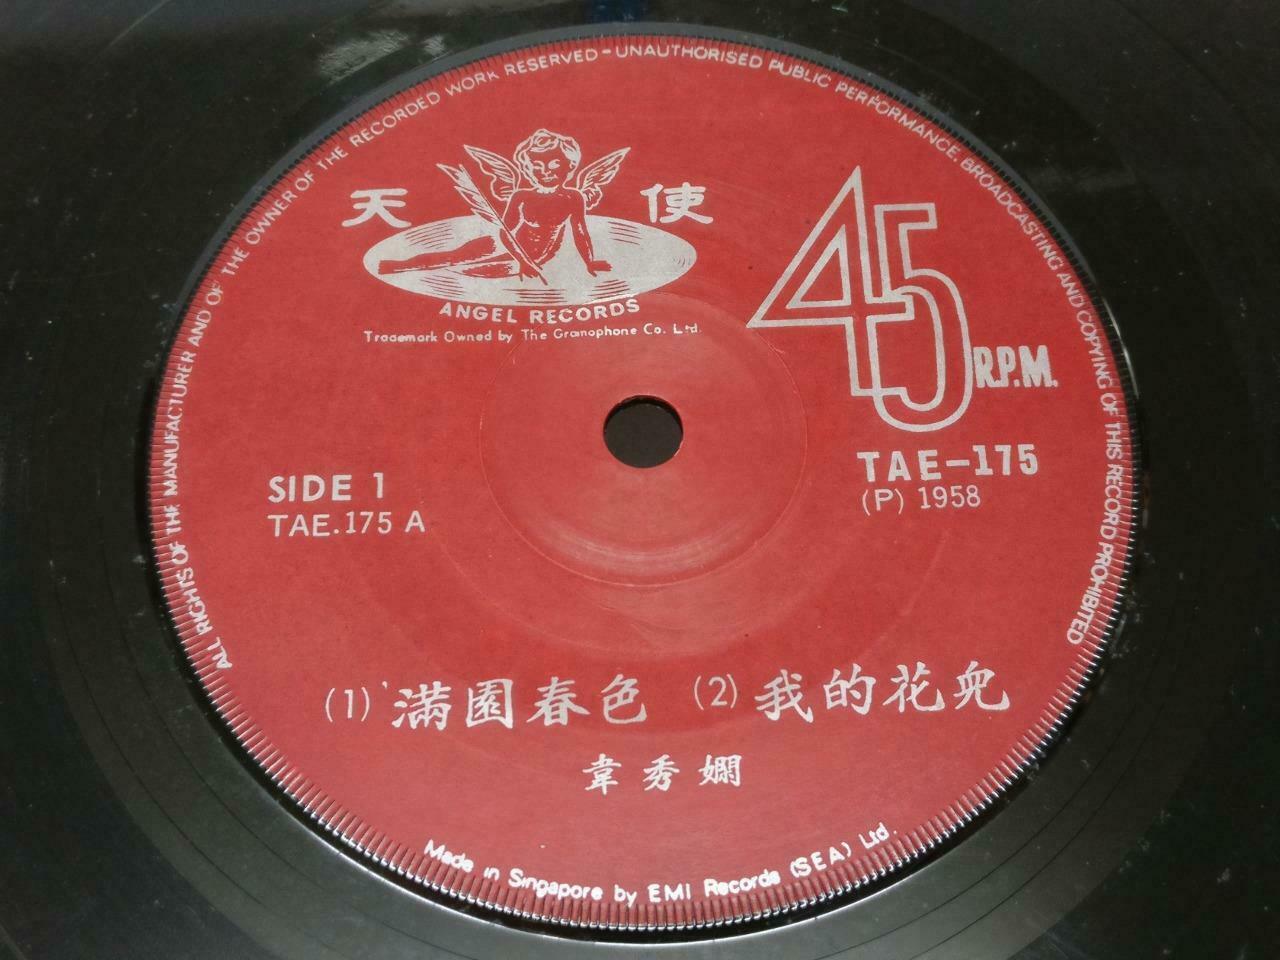 ALL RIGHTS OF THE MANUFACTURER AND OF THE OWNER OF THE RECORDED WORK RESERVED-UNAUTHORISED PUBLIC PERFORMANCE, BROADCASTING AND COPYING OF THIS RECORD PROHIBITED
天使
ANGEL RECORDS
Trademark Owned by The Gramophone Co. Ltd.
45 R.P.M.
TAE-175
(P) 1958
SIDE 1
TAE.175 A
(1) 滿園春色 (2) 我的花兒
韋秀嫻
Made in Singapore by EMI Records (SEA) Ltd.